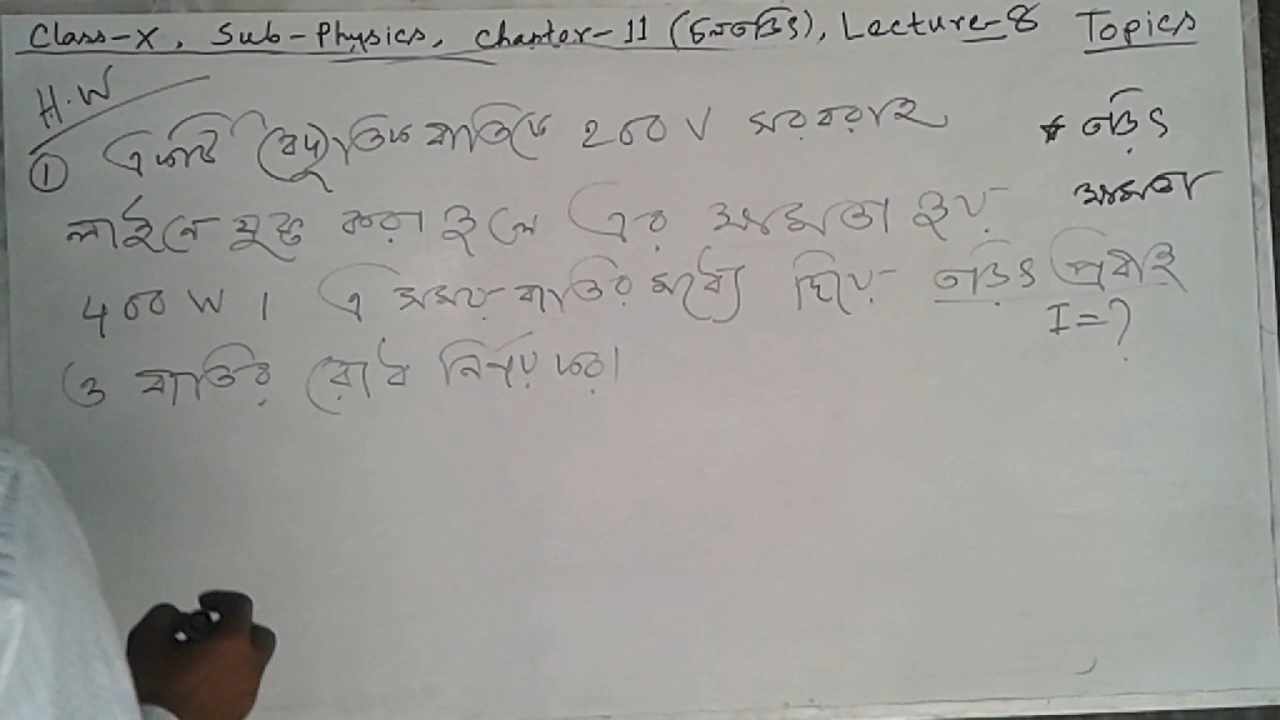 Class-X, Sub-Physics, Chapter-11 (চলতড়িৎ), Lecture-8 Topics
H.W
① একটি বৈদ্যুতিক বাতিতে 200 V সরবরাহ
* তড়িৎ ক্ষমতা
লাইনে যুক্ত করা হলে এর ক্ষমতা হয়
400 W । এ সময় বাতির মধ্যে দিয়ে তড়িৎ প্রবাহ
I = ?
ও বাতির রোধ নির্ণয় কর।